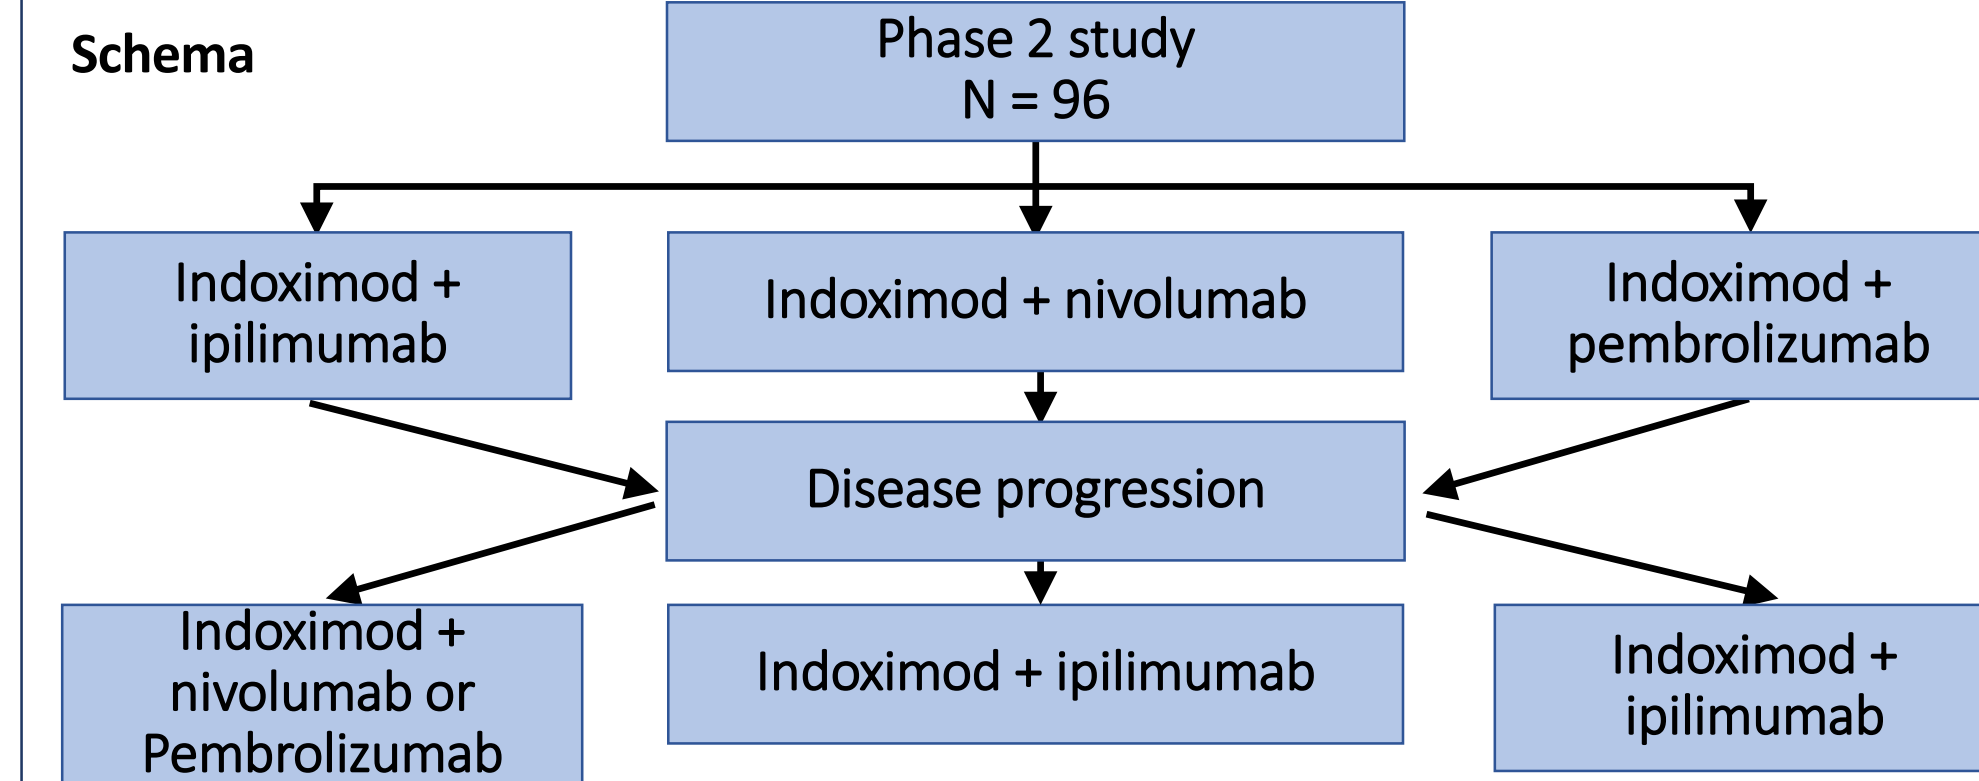 Schema
Phase 2 study
N = 96
Indoximod +
ipilimumab
Indoximod + nivolumab
Indoximod +
pembrolizumab
Disease progression
Indoximod +
nivolumab or
Pembrolizumab
Indoximod + ipilimumab
Indoximod +
ipilimumab